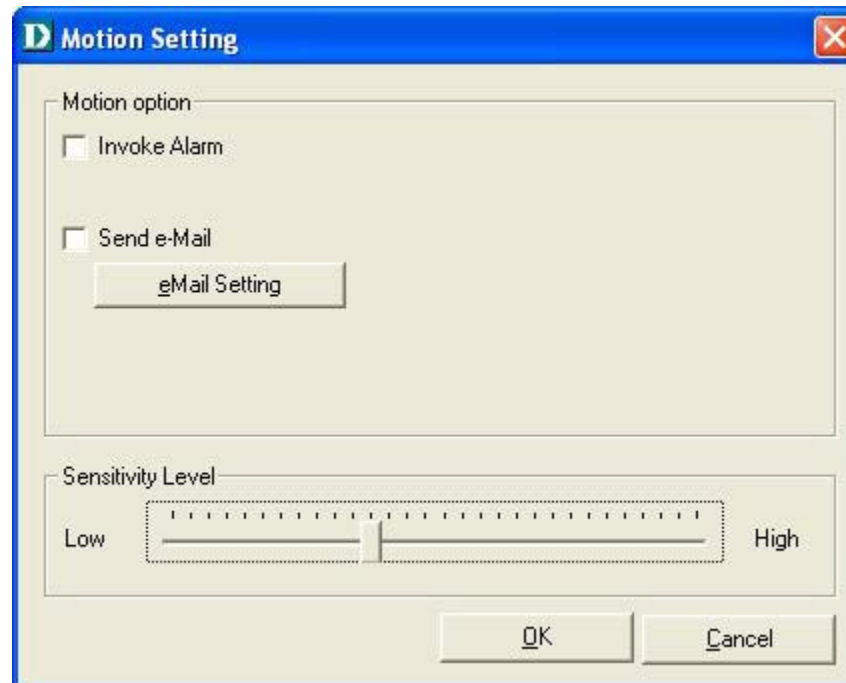 D Motion Setting
Motion option
Invoke Alarm
Send e-Mail
eMail Setting
Sensitivity Level
Low
High
OK
Cancel